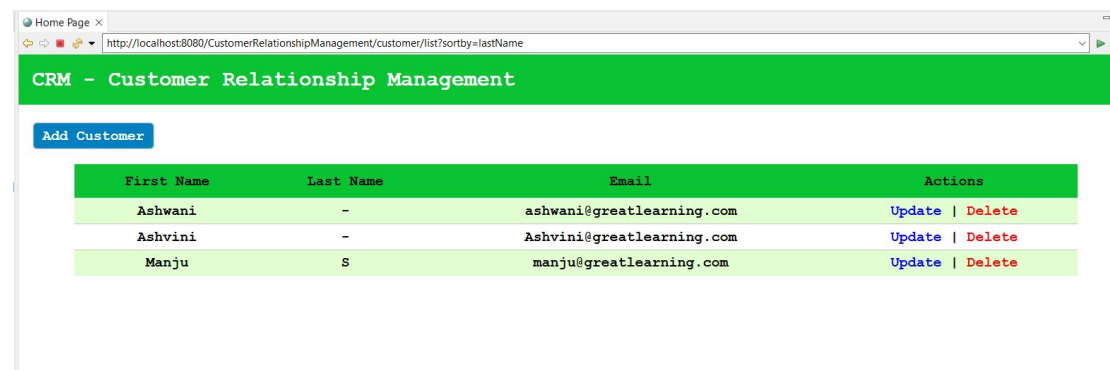 Home Page
http://localhost:8080/CustomerRelationshipManagement/customer/list?sortby=lastName
CRM - Customer Relationship Management
Add Customer
First Name Last Name Email Actions
Ashwani - ashwani@greatlearning.com Update | Delete
Ashvini - Ashvini@greatlearning.com Update | Delete
Manju S manju@greatlearning.com Update | Delete